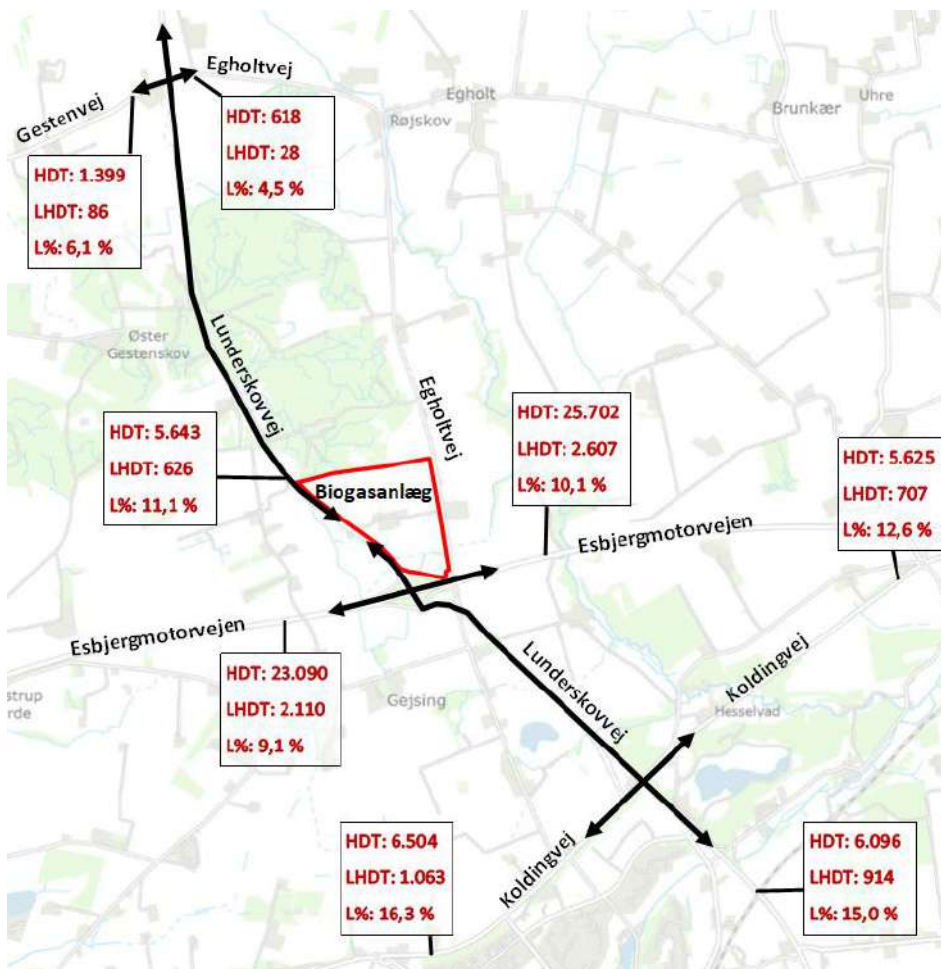 Egholtvej
Gestenvej
Egholt
Røjskov
Brunkær
Uhre
HDT: 618
LHDT: 28
L%: 4,5 %
HDT: 1.399
LHDT: 86
L%: 6,1 %
Øster
Gestenskov
Lunderskovvej
Egholtvej
HDT: 5.643
LHDT: 626
L%: 11,1 %
Biogasanlæg
HDT: 25.702
LHDT: 2.607
L%: 10,1 %
HDT: 5.625
LHDT: 707
L%: 12,6 %
Esbjergmotorvejen
Esbjergmotorvejen
HDT: 23.090
LHDT: 2.110
L%: 9,1 %
strup
rde
Gejsing
Lunderskovvej
Koldingvej
Hesselvad
HDT: 6.504
LHDT: 1.063
L%: 16,3 %
Koldingvej
HDT: 6.096
LHDT: 914
L%: 15,0 %